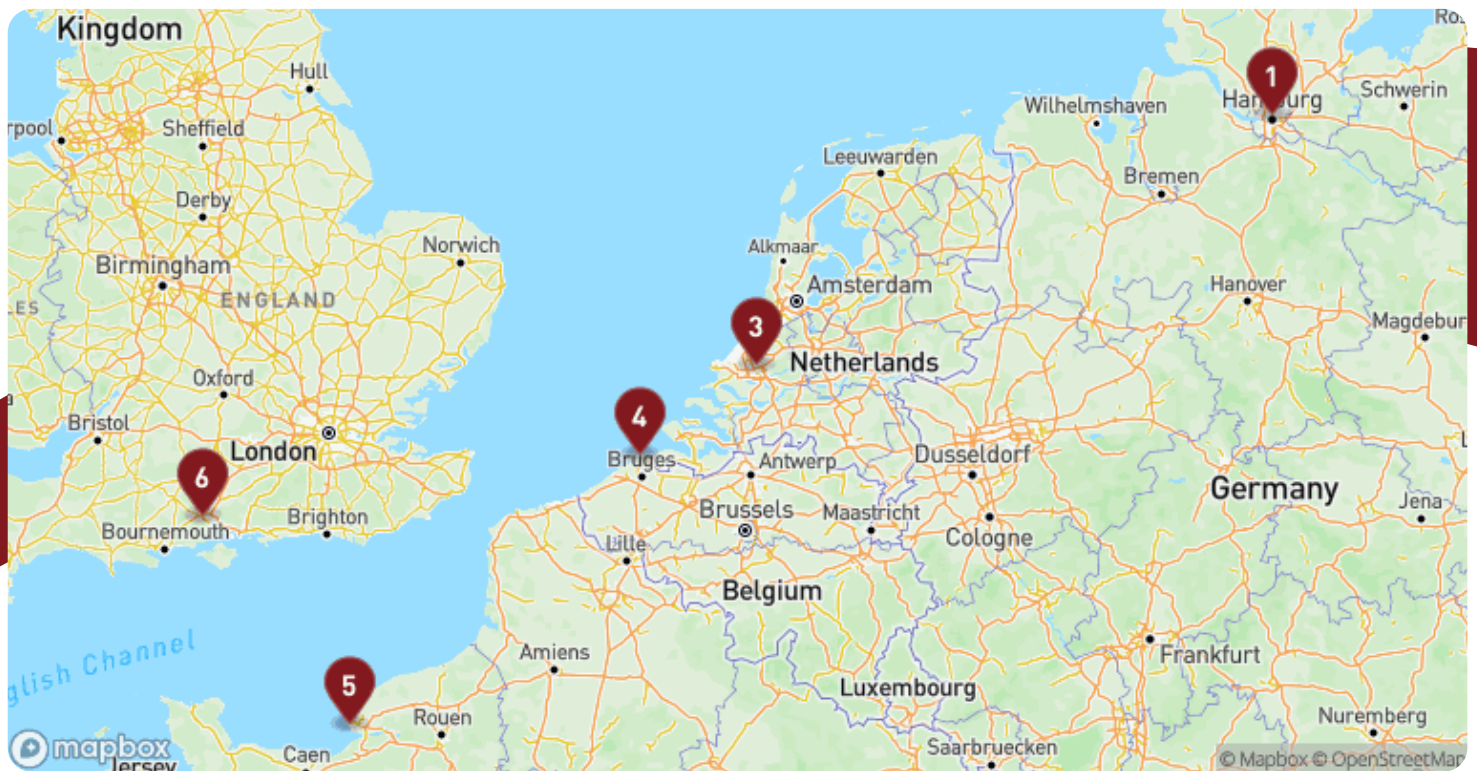 Kingdom
Ros
Hull
1
Hamburg
Schwerin
Wilhelmshaven
rpool
Sheffield
Leeuwarden
Bremen
Derby
Norwich
Alkmaar
Birmingham
Amsterdam
Hanover
ENGLAND
LES
3
Magdebur
Netherlands
Oxford
4
Bristol
London
Bruges
Antwerp
Dusseldorf
6
Germany
Jena
Brussels
Maastricht
Brighton
Bournemouth
Cologne
Lille
Belgium
glish Channel
Amiens
Frankfurt
5
Luxembourg
Rouen
Nuremberg
mapbox
Caen
Saarbruecken
Jersey
© Mapbox © OpenStreetMap